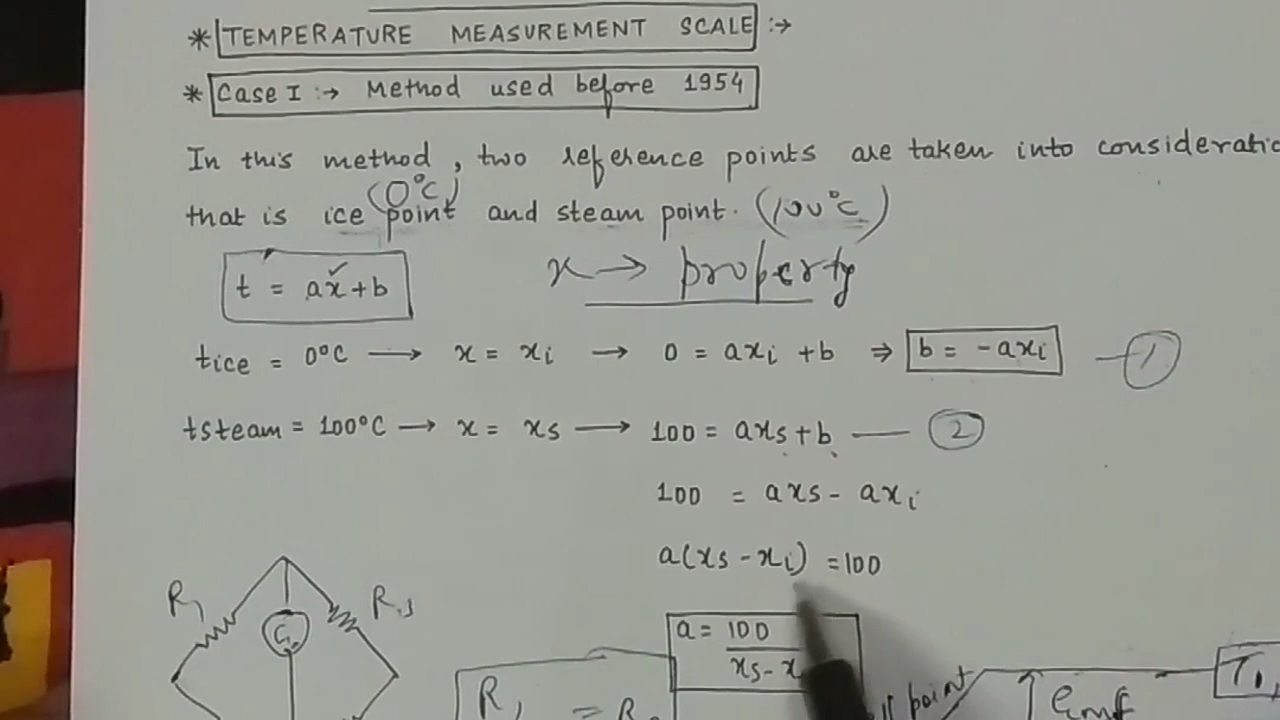 * TEMPERATURE MEASUREMENT SCALE :→
* Case I :→ Method used before 1954
In this method, two reference points are taken into consideratio
(0°C)
that is ice point and steam point. (100°C)
t = ax+b
x → property
tice = 0°C → x = xi → 0 = axi + b ⇒ b = -axi — 1
tsteam = 100°C → x = xs → 100 = axs + b — 2
100 = axs - axi
a(xs - xi) = 100
R1 G
a = 100
xs - x
R1 =
point
emf
T1